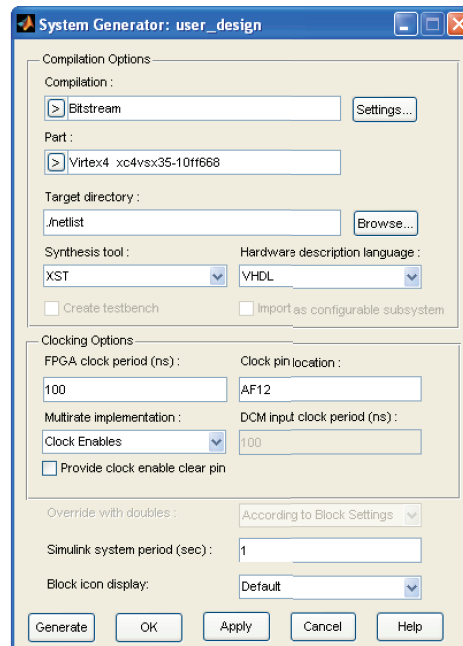 System Generator: user_design
Compilation Options
Compilation :
> Bitstream
Settings...
Part :
> Virtex4 xc4vsx35-10ff668
Target directory :
./netlist
Browse...
Synthesis tool : Hardware description language :
XST VHDL
Create testbench Import as configurable subsystem
Clocking Options
FPGA clock period (ns) : Clock pin location :
100 AF12
Multirate implementation : DCM input clock period (ns) :
Clock Enables 100
Provide clock enable clear pin
Override with doubles : According to Block Settings
Simulink system period (sec) : 1
Block icon display: Default
Generate OK Apply Cancel Help